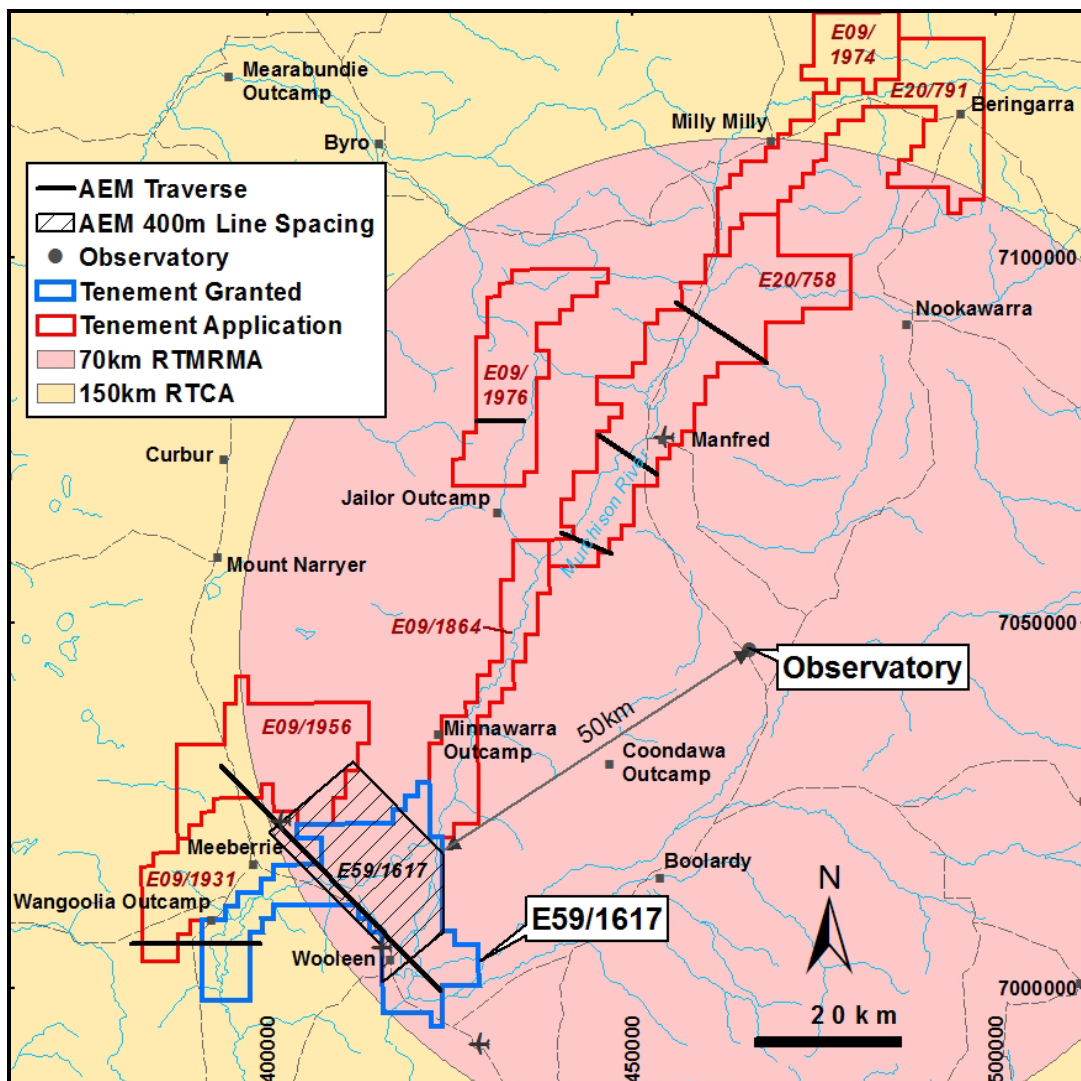 E09/
1974
Mearabundie
Outcamp
E20/791
Beringarra
Milly Milly
Byro
AEM Traverse
AEM 400m Line Spacing
Observatory
Tenement Granted
Tenement Application
70km RTMRMA
150km RTCA
7100000
E20/758
Nookawarra
E09/
1976
Manfred
Curbur
Jailor Outcamp
Murchison River
Mount Narryer
E09/1864
7050000
Observatory
50km
E09/1956
Minnawarra
Outcamp
Coondawa
Outcamp
Meeberrie
E59/1617
Boolardy
E09/1931
Wangoolia Outcamp
E59/1617
N
Wooleen
7000000
20 km
400000
450000
500000